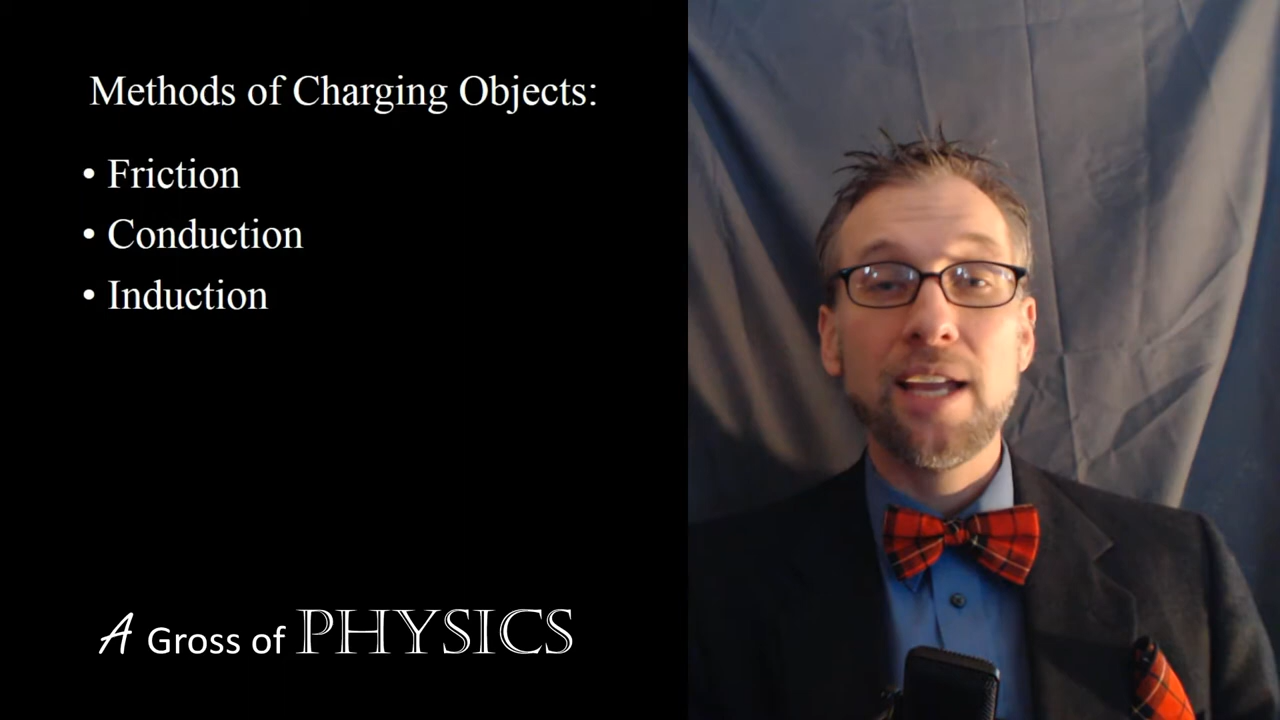 Methods of Charging Objects:
• Friction
• Conduction
• Induction
A Gross of PHYSICS